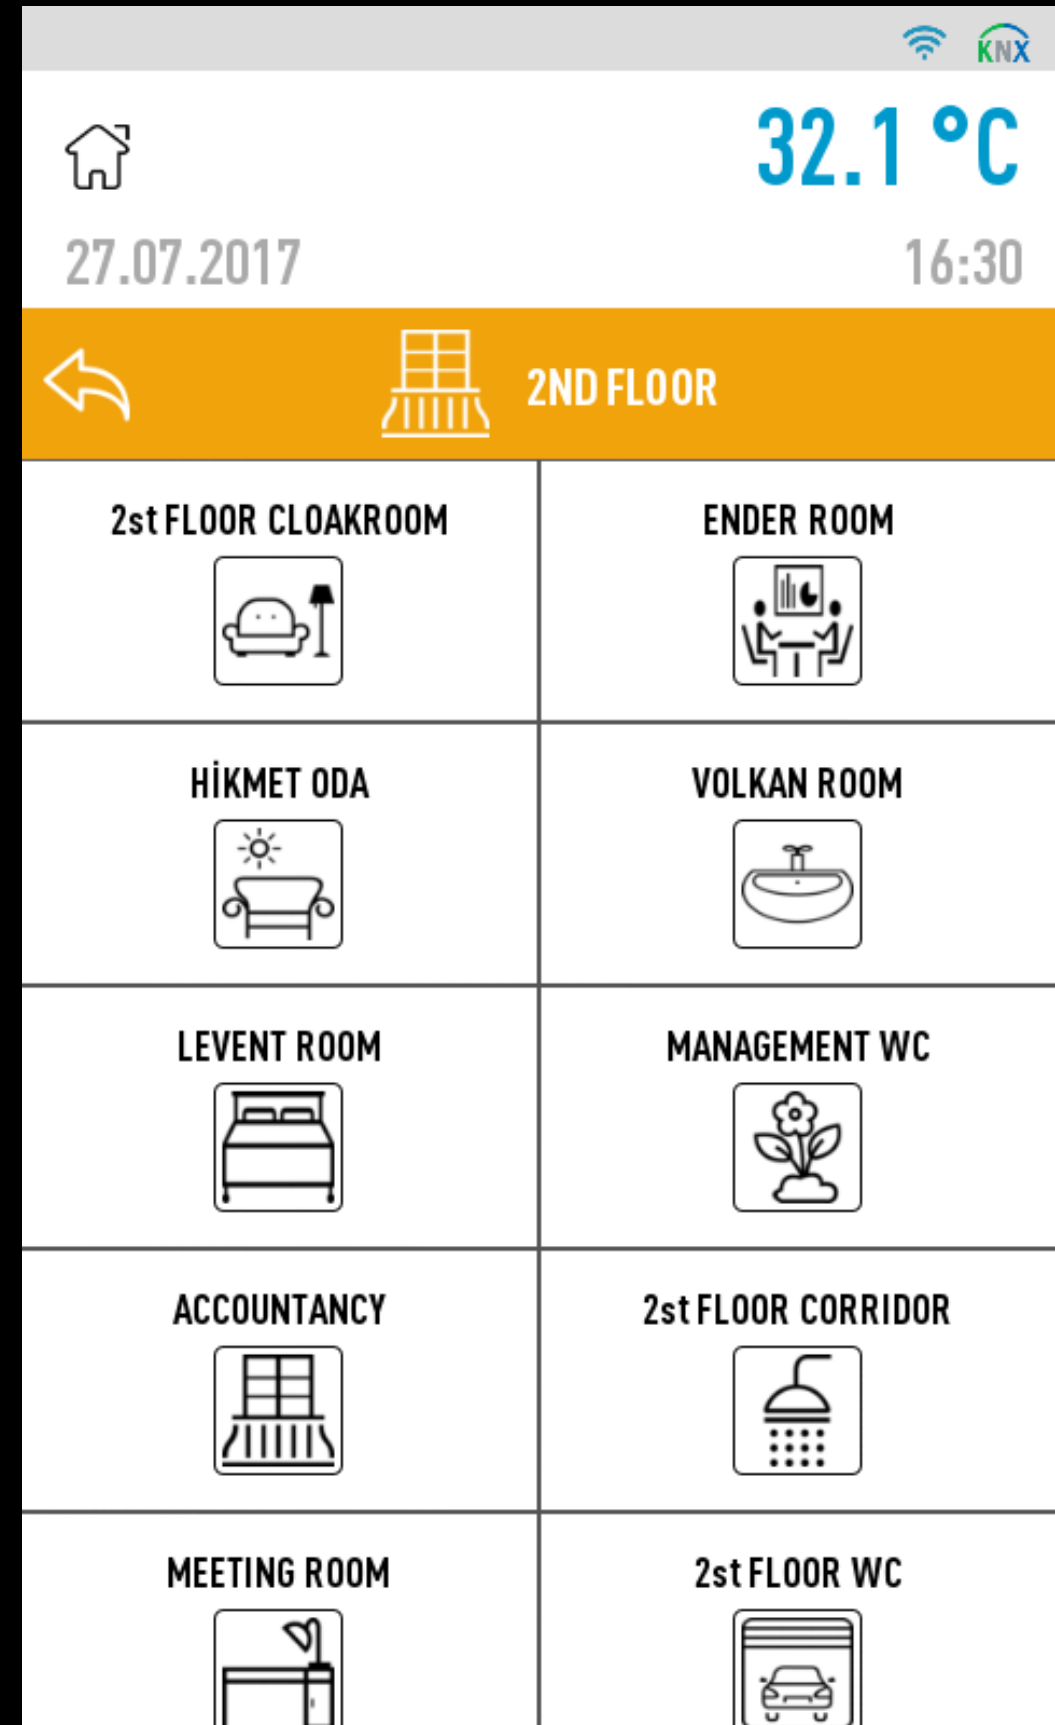 KNX
32.1 °C
27.07.2017
16:30
2ND FLOOR
2st FLOOR CLOAKROOM
ENDER ROOM
HİKMET ODA
VOLKAN ROOM
LEVENT ROOM
MANAGEMENT WC
ACCOUNTANCY
2st FLOOR CORRIDOR
MEETING ROOM
2st FLOOR WC